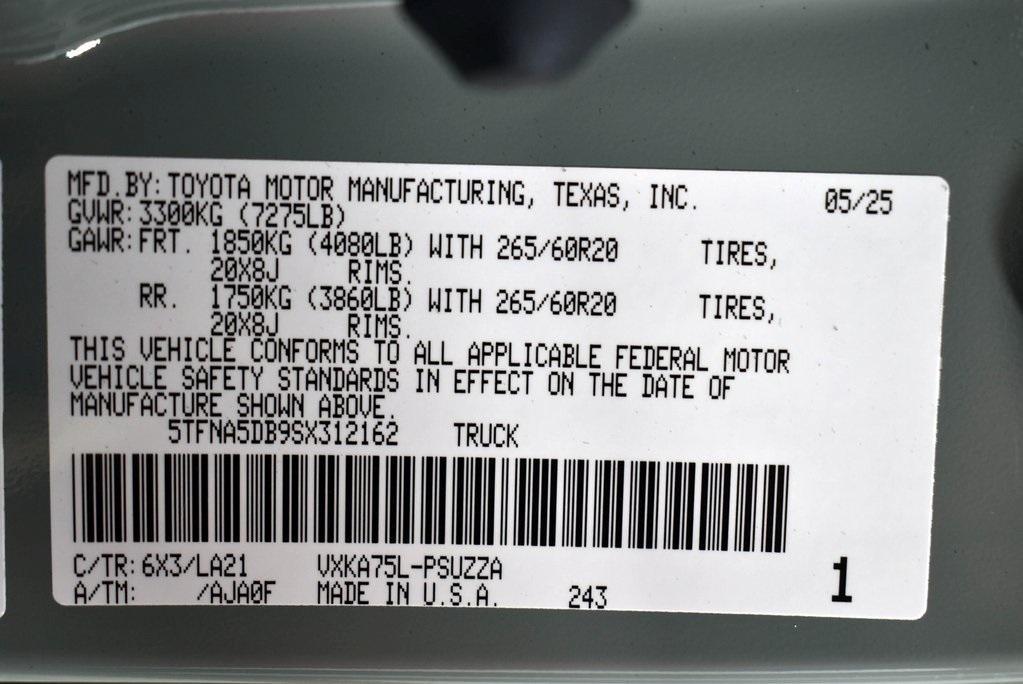 MFD.BY: TOYOTA MOTOR MANUFACTURING, TEXAS, INC. 05/25
GVWR: 3300KG (7275LB)
GAWR: FRT. 1850KG (4080LB) WITH 265/60R20 TIRES,
20X8J RIMS.
RR. 1750KG (3860LB) WITH 265/60R20 TIRES,
20X8J RIMS.
THIS VEHICLE CONFORMS TO ALL APPLICABLE FEDERAL MOTOR
VEHICLE SAFETY STANDARDS IN EFFECT ON THE DATE OF
MANUFACTURE SHOWN ABOVE.
5TFNA5DB9SX312162 TRUCK
C/TR: 6X3/LA21 VXKA75L-PSUZZA
A/TM: /AJA0F MADE IN U.S.A. 243 1